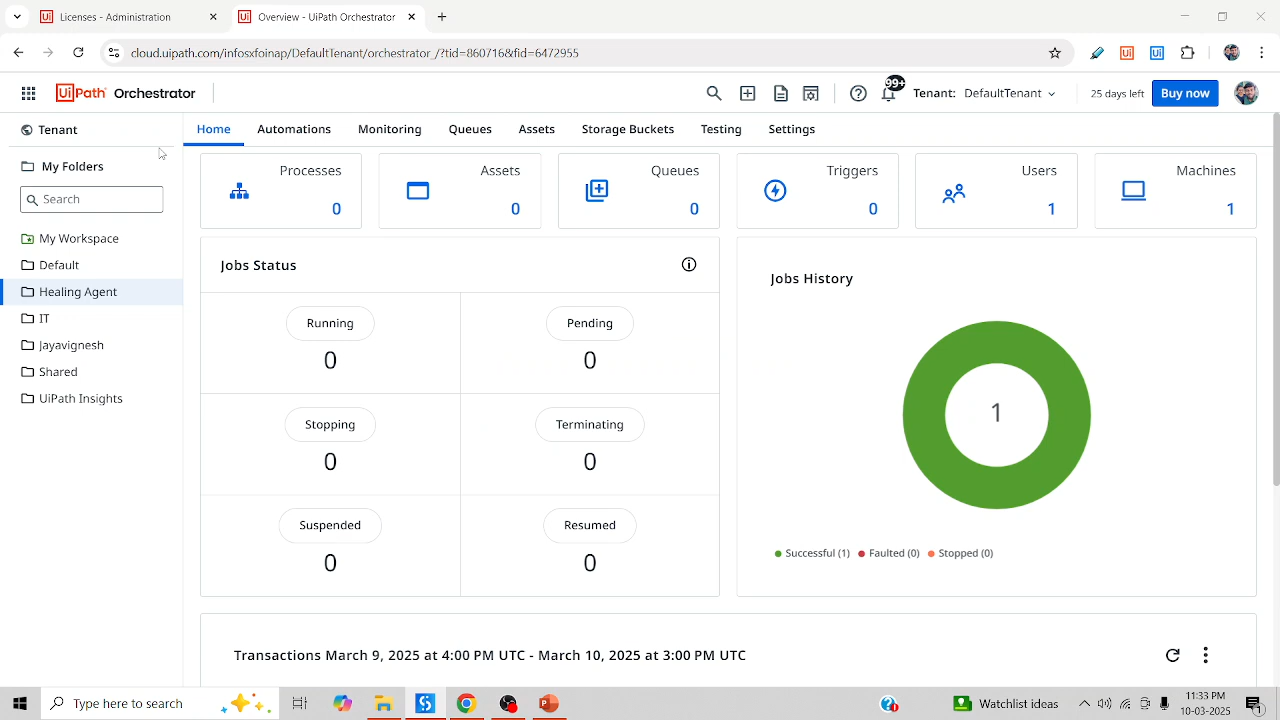 Licenses - Administration
Overview - UiPath Orchestrator
cloud.uipath.com/infosxfoinap/DefaultTenant/orchestrator_/?tid=860716&fid=6472955
UiPath Orchestrator
99+
Tenant: DefaultTenant
25 days left
Buy now
Tenant
Home
Automations
Monitoring
Queues
Assets
Storage Buckets
Testing
Settings
My Folders
Search
My Workspace
Default
Healing Agent
IT
Jayavignesh
Shared
UiPath Insights
Processes
0
Assets
0
Queues
0
Triggers
0
Users
1
Machines
1
Jobs Status
Running
0
Pending
0
Stopping
0
Terminating
0
Suspended
0
Resumed
0
Jobs History
1
Successful (1)
Faulted (0)
Stopped (0)
Transactions March 9, 2025 at 4:00 PM UTC - March 10, 2025 at 3:00 PM UTC
Type here to search
Watchlist ideas
11:33 PM
10-03-2025
1